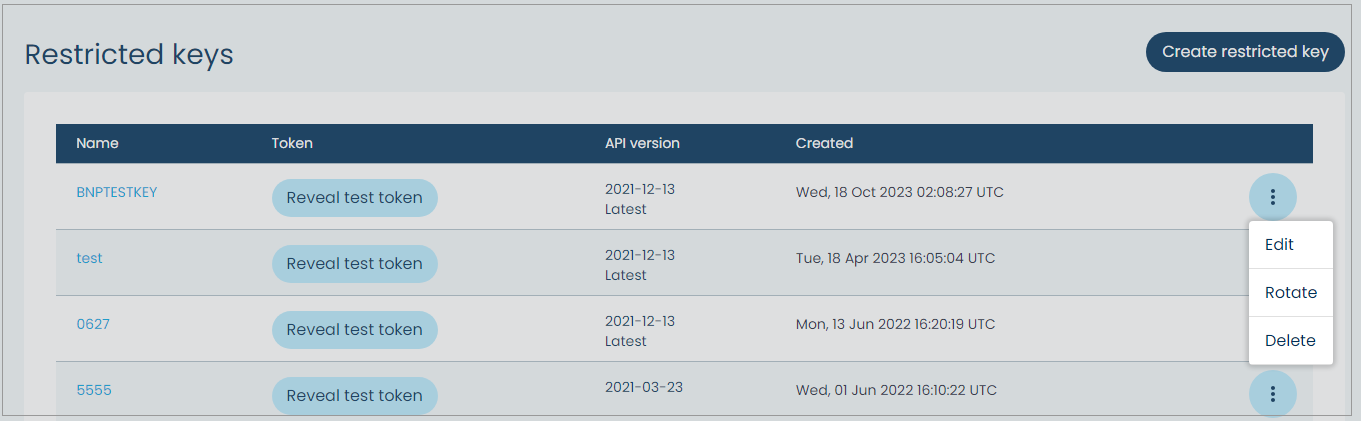 Restricted keys
Create restricted key
Name Token API version Created
BNPTESTKEY Reveal test token 2021-12-13 Wed, 18 Oct 2023 02:08:27 UTC
Latest
Edit
test Reveal test token 2021-12-13 Tue, 18 Apr 2023 16:05:04 UTC
Latest
Rotate
0627 Reveal test token 2021-12-13 Mon, 13 Jun 2022 16:20:19 UTC
Latest
Delete
5555 Reveal test token 2021-03-23 Wed, 01 Jun 2022 16:10:22 UTC